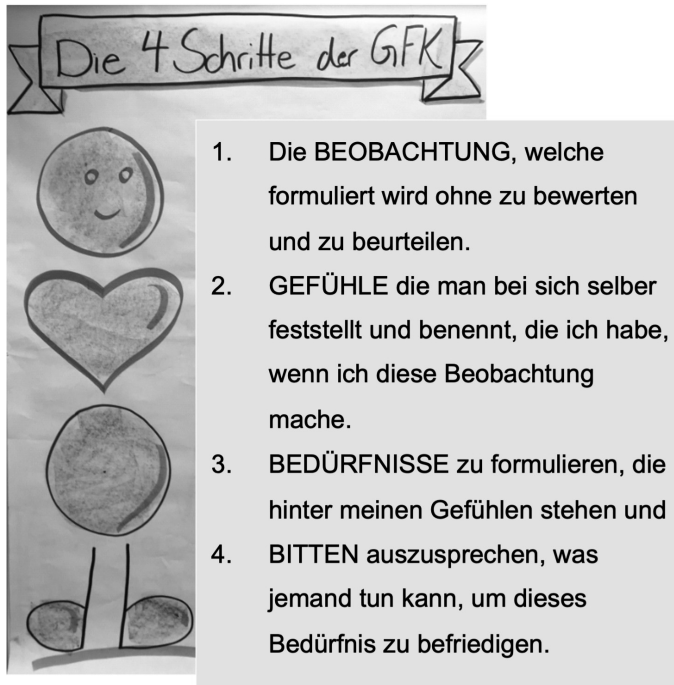 Die 4 Schritte der GFK
1. Die BEOBACHTUNG, welche
formuliert wird ohne zu bewerten
und zu beurteilen.
2. GEFÜHLE die man bei sich selber
feststellt und benennt, die ich habe,
wenn ich diese Beobachtung
mache.
3. BEDÜRFNISSE zu formulieren, die
hinter meinen Gefühlen stehen und
4. BITTEN auszusprechen, was
jemand tun kann, um dieses
Bedürfnis zu befriedigen.